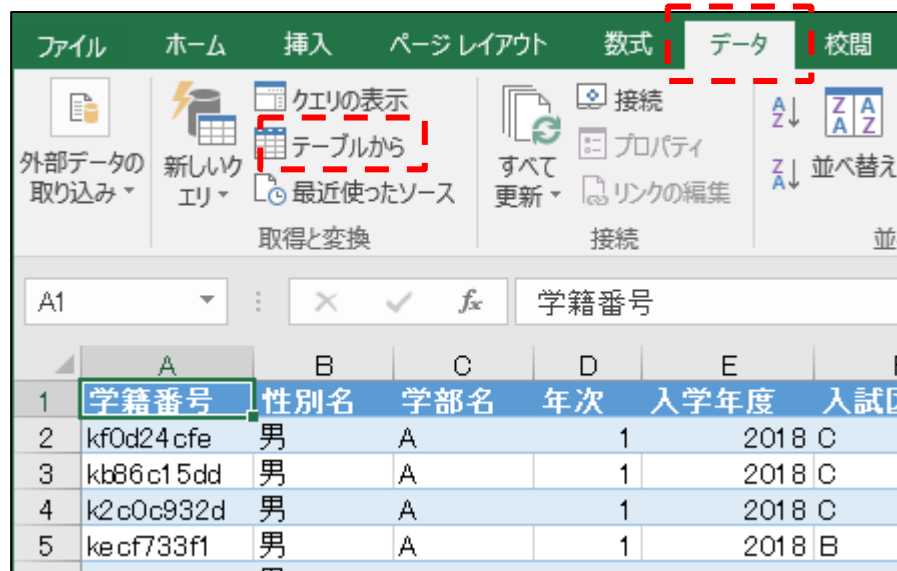 ファイル ホーム 挿入 ページ レイアウト 数式 データ 校閲
外部データの
取り込み
新しいク
エリ
クエリの表示
テーブルから
最近使ったソース
取得と変換
すべて
更新
接続
プロパティ
リンクの編集
接続
A
Z
Z
A
Z A
A Z
並べ替え
並
A1 fx 学籍番号
A B C D E
1 学籍番号 性別名 学部名 年次 入学年度 入試
2 kf0d24cfe 男 A 1 2018 C
3 kb86c15dd 男 A 1 2018 C
4 k2c0c932d 男 A 1 2018 C
5 kecf733f1 男 A 1 2018 B